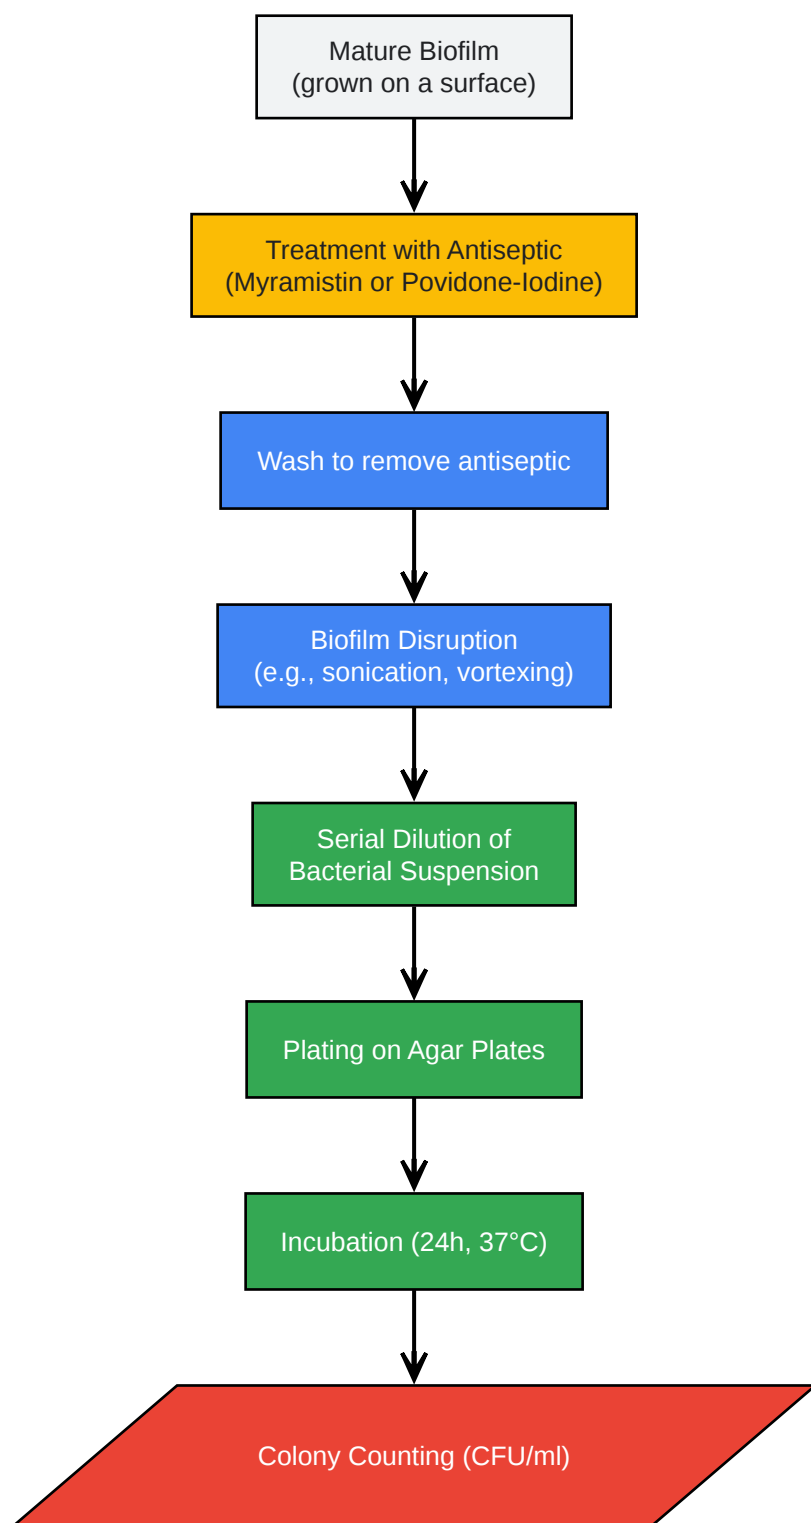 Mature Biofilm
(grown on a surface)
Treatment with Antiseptic
(Myramistin or Povidone-Iodine)
Wash to remove antiseptic
Biofilm Disruption
(e.g., sonication, vortexing)
Serial Dilution of
Bacterial Suspension
Plating on Agar Plates
Incubation (24h, 37°C)
Colony Counting (CFU/ml)